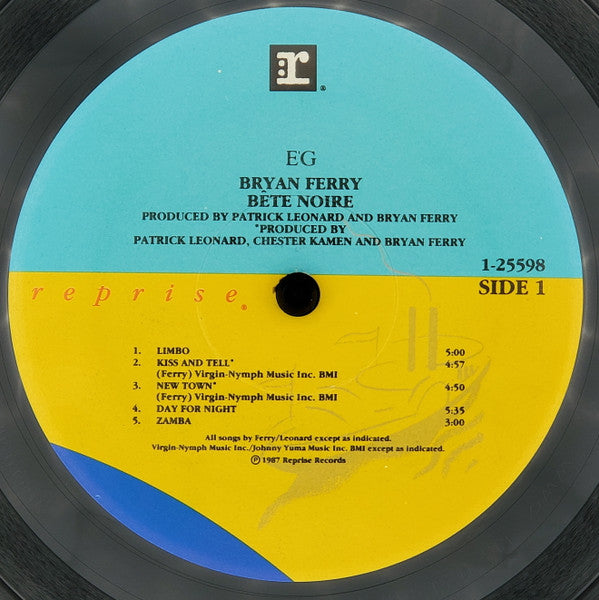 :r
®
E'G
BRYAN FERRY
BÊTE NOIRE
PRODUCED BY PATRICK LEONARD AND BRYAN FERRY
*PRODUCED BY
PATRICK LEONARD, CHESTER KAMEN AND BRYAN FERRY
1-25598
reprise® SIDE 1
1. LIMBO 5:00
2. KISS AND TELL* 4:57
(Ferry) Virgin-Nymph Music Inc. BMI
3. NEW TOWN* 4:50
(Ferry) Virgin-Nymph Music Inc. BMI
4. DAY FOR NIGHT 5:35
5. ZAMBA 3:00
All songs by Ferry/Leonard except as indicated.
Virgin-Nymph Music Inc./Johnny Yuma Music Inc. BMI except as indicated.
℗ 1987 Reprise Records